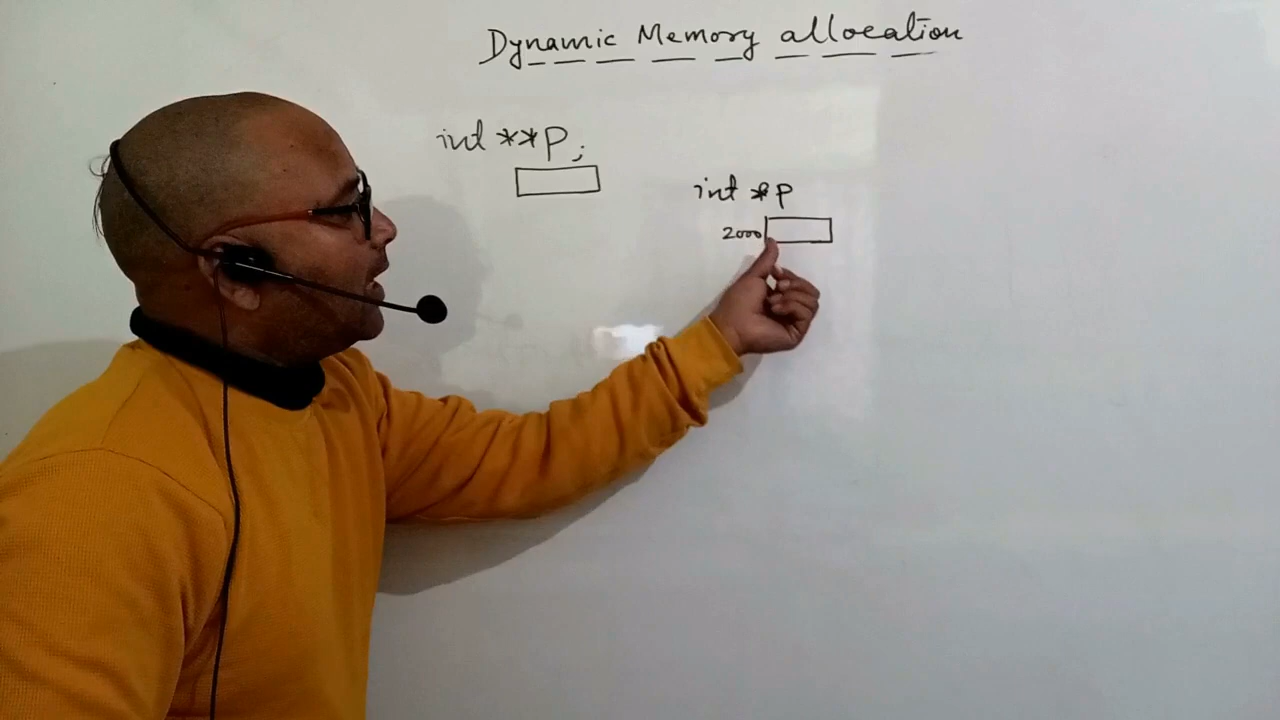 Dynamic Memory allocation
int **p;
int *p
2000